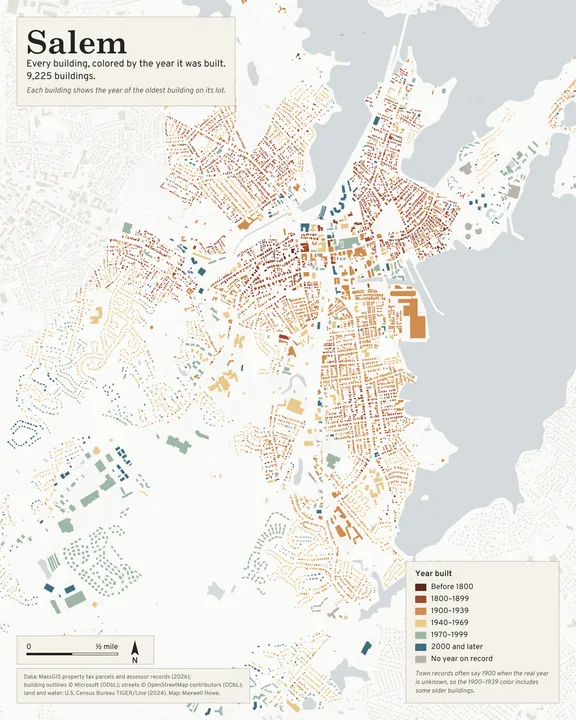 Salem
Every building, colored by the year it was built.
9,225 buildings.
Each building shows the year of the oldest building on its lot.
Year built
Before 1800
1800–1899
1900–1939
1940–1969
1970–1999
2000 and later
No year on record
Town records often say 1900 when the real year
is unknown, so the 1900–1939 color includes
some older buildings.
0 ½ mile
N
Data: MassGIS property tax parcels and assessor records (2026);
building outlines © Microsoft (ODbL); streets © OpenStreetMap contributors (ODbL);
land and water: U.S. Census Bureau TIGER/Line (2024). Map: Maxwell Howe.